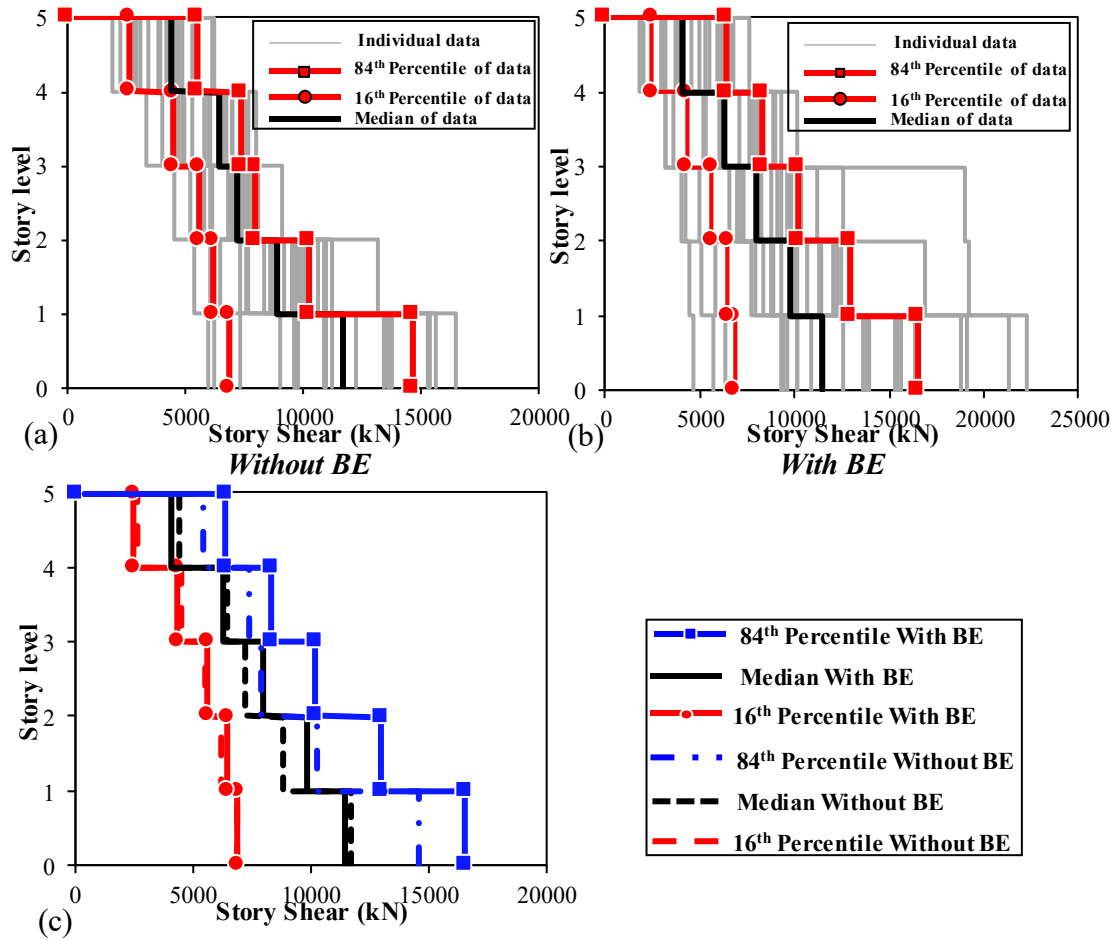 5
4
3
2
1
0
Story level
Individual data
84th Percentile of data
16th Percentile of data
Median of data
0
5000
10000
15000
20000
(a)
Story Shear (kN)
Without BE
5
4
3
2
1
0
Story level
Individual data
84th Percentile of data
16th Percentile of data
Median of data
0
5000
10000
15000
20000
25000
(b)
Story Shear (kN)
With BE
5
4
3
2
1
0
Story level
0
5000
10000
15000
20000
(c)
Story Shear (kN)
84th Percentile With BE
Median With BE
16th Percentile With BE
84th Percentile Without BE
Median Without BE
16th Percentile Without BE